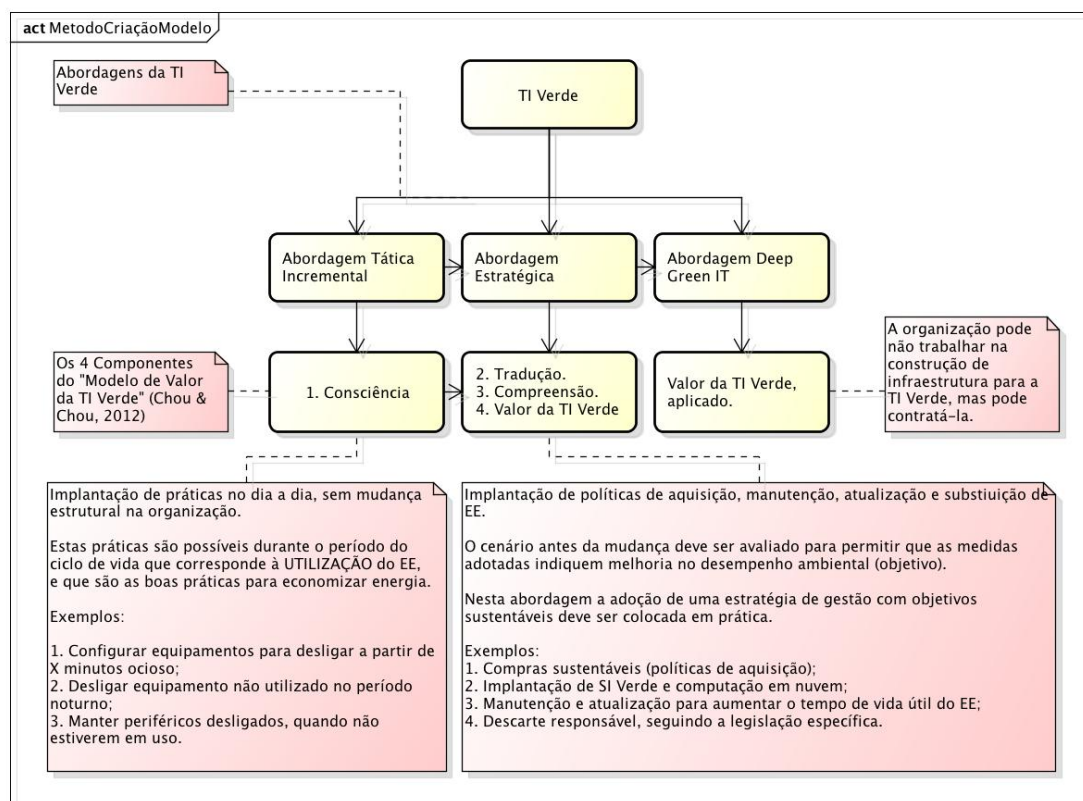 act MetodoCriaçãoModelo
Abordagens da TI
Verde
TI Verde
Abordagem Tática
Incremental
Abordagem
Estratégica
Abordagem Deep
Green IT
Os 4 Componentes
do "Modelo de Valor
da TI Verde" (Chou &
Chou, 2012)
1. Consciência
2. Tradução.
3. Compreensão.
4. Valor da TI Verde
Valor da TI Verde,
aplicado.
A organização pode
não trabalhar na
construção de
infraestrutura para a
TI Verde, mas pode
contratá-la.
Implantação de práticas no dia a dia, sem mudança
estrutural na organização.
Estas práticas são possíveis durante o período do
ciclo de vida que corresponde à UTILIZAÇÃO do EE,
e que são as boas práticas para economizar energia.
Exemplos:
1. Configurar equipamentos para desligar a partir de
X minutos ocioso;
2. Desligar equipamento não utilizado no período
noturno;
3. Manter periféricos desligados, quando não
estiverem em uso.
Implantação de políticas de aquisição, manutenção, atualização e substiuição de
EE.
O cenário antes da mudança deve ser avaliado para permitir que as medidas
adotadas indiquem melhoria no desempenho ambiental (objetivo).
Nesta abordagem a adoção de uma estratégia de gestão com objetivos
sustentáveis deve ser colocada em prática.
Exemplos:
1. Compras sustentáveis (políticas de aquisição);
2. Implantação de SI Verde e computação em nuvem;
3. Manutenção e atualização para aumentar o tempo de vida útil do EE;
4. Descarte responsável, seguindo a legislação específica.